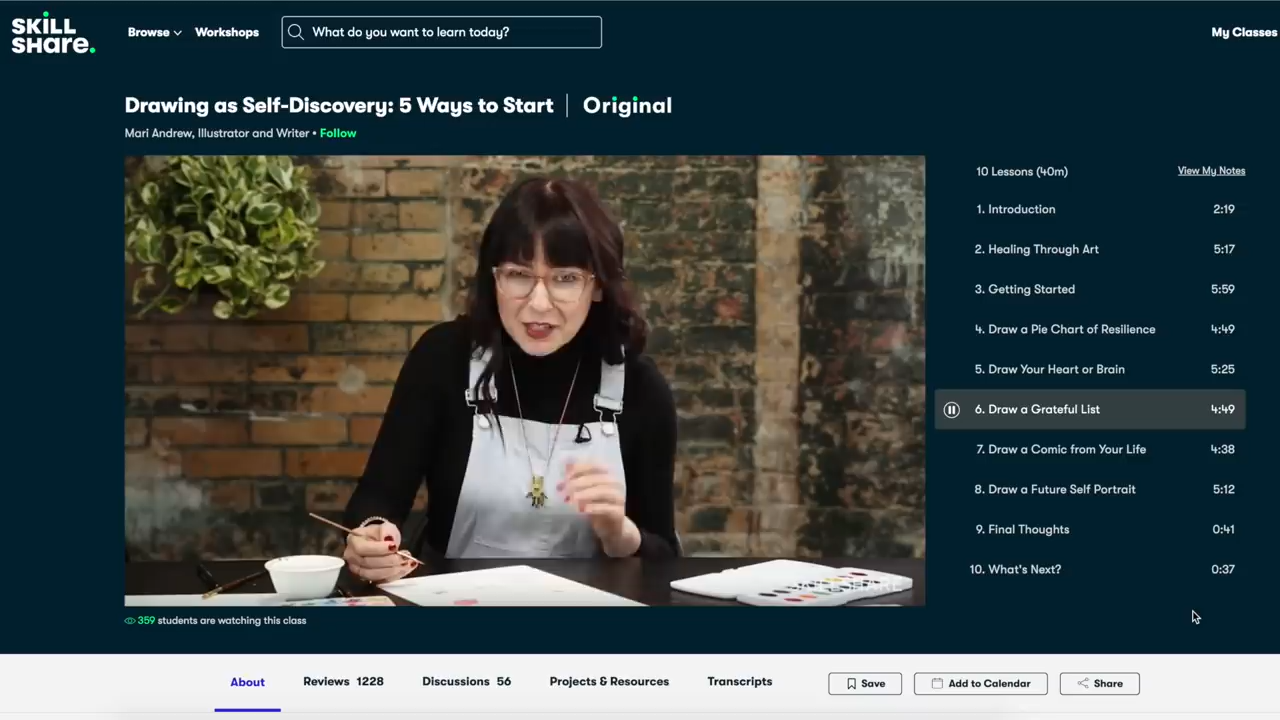 SKILL
SHARE.
Browse
Workshops
What do you want to learn today?
My Classes
Drawing as Self-Discovery: 5 Ways to Start
Original
Mari Andrew, Illustrator and Writer • Follow
10 Lessons (40m)
View My Notes
1. Introduction 2:19
2. Healing Through Art 5:17
3. Getting Started 5:59
4. Draw a Pie Chart of Resilience 4:49
5. Draw Your Heart or Brain 5:25
6. Draw a Grateful List 4:49
7. Draw a Comic from Your Life 4:38
8. Draw a Future Self Portrait 5:12
9. Final Thoughts 0:41
10. What's Next? 0:37
359 students are watching this class
About
Reviews 1228
Discussions 56
Projects & Resources
Transcripts
Save
Add to Calendar
Share